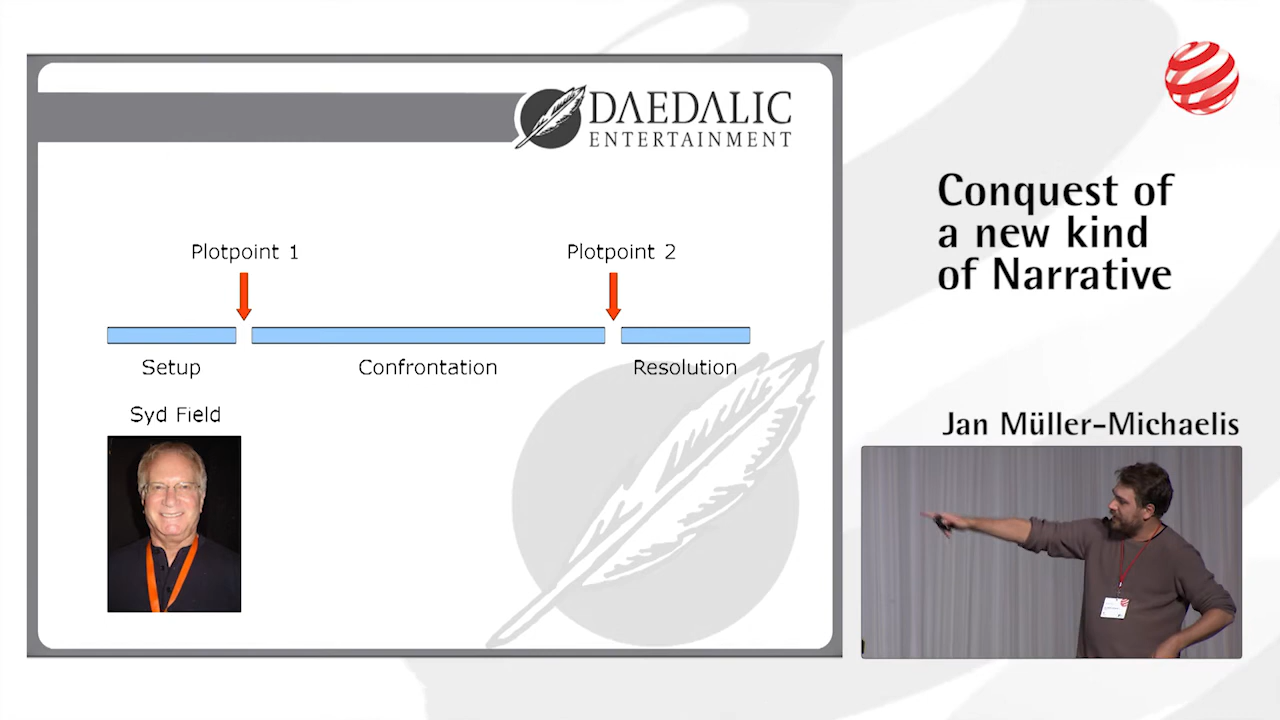 DAEDALIC
ENTERTAINMENT
Plotpoint 1
Plotpoint 2
Setup
Confrontation
Resolution
Syd Field
Conquest of
a new kind
of Narrative
Jan Müller-Michaelis